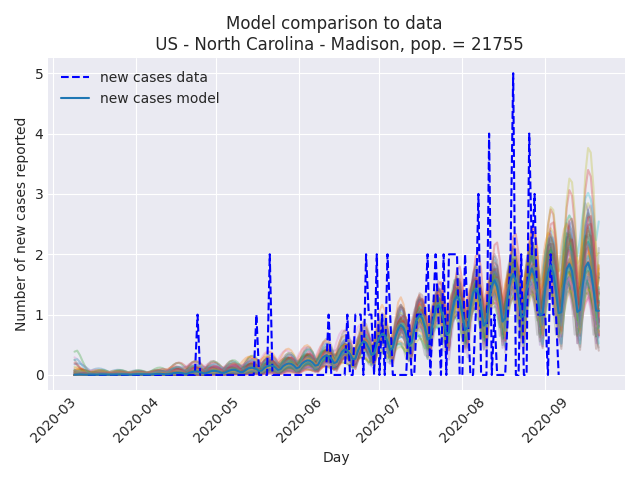 Model comparison to data
US - North Carolina - Madison, pop. = 21755
new cases data
new cases model
Number of new cases reported
5
4
3
2
1
0
2020-03
2020-04
2020-05
2020-06
2020-07
2020-08
2020-09
Day